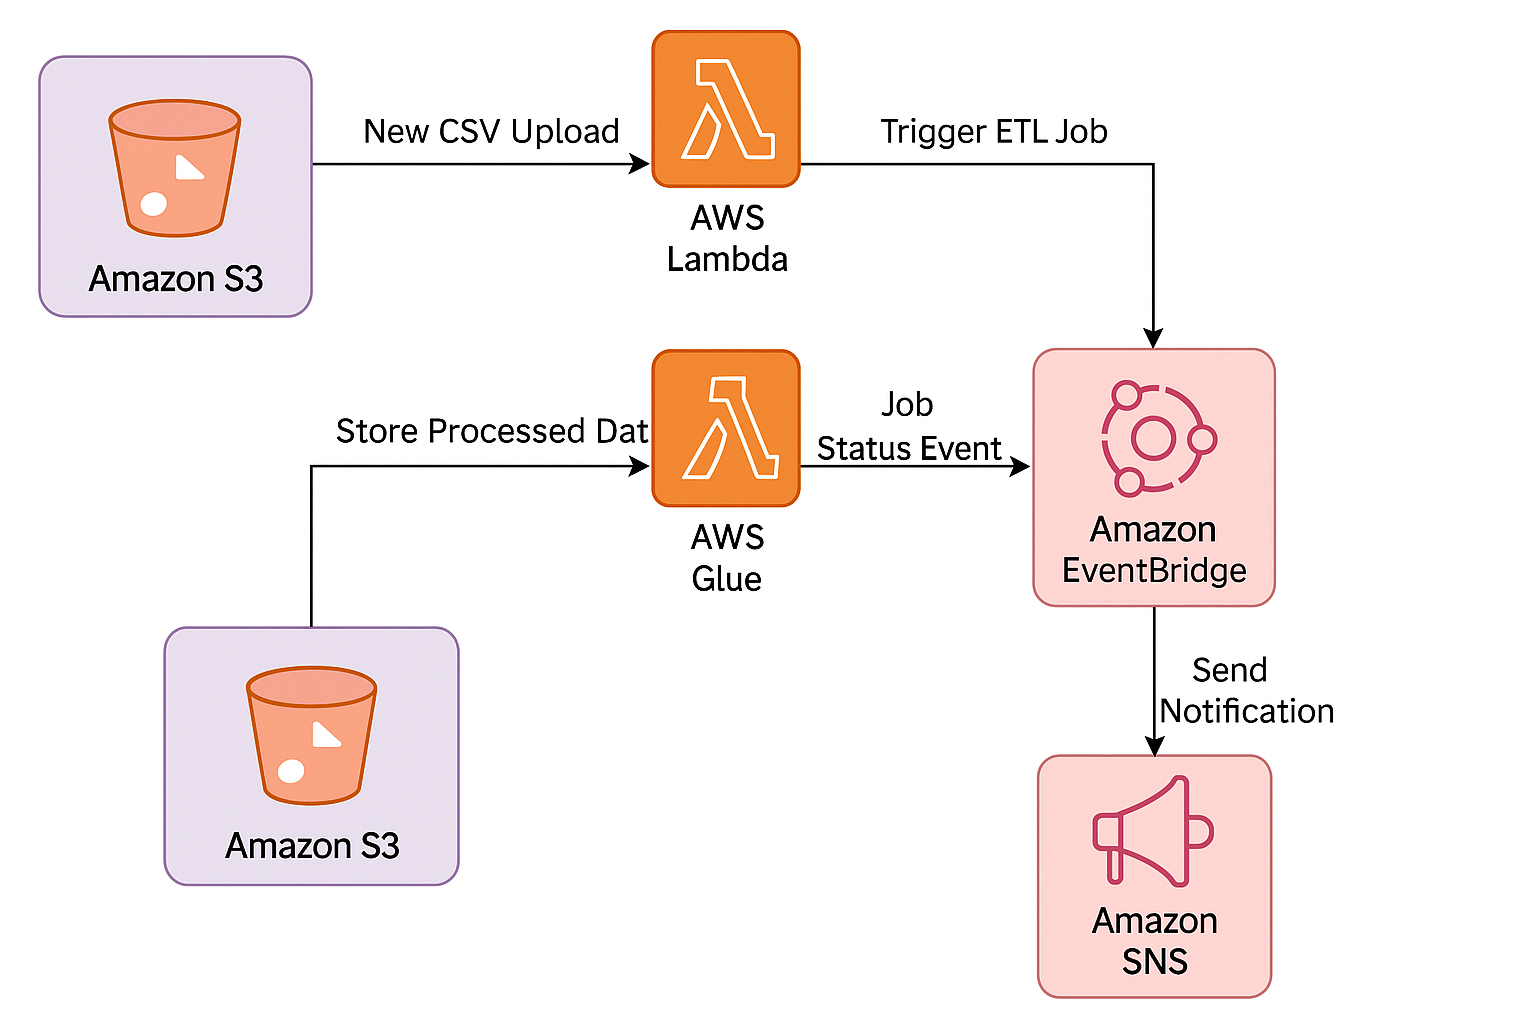 New CSV Upload
Trigger ETL Job
AWS
Lambda
Amazon S3
Store Processed Dat
Job
Status Event
AWS
Glue
Amazon
EventBridge
Send
Notification
Amazon S3
Amazon
SNS